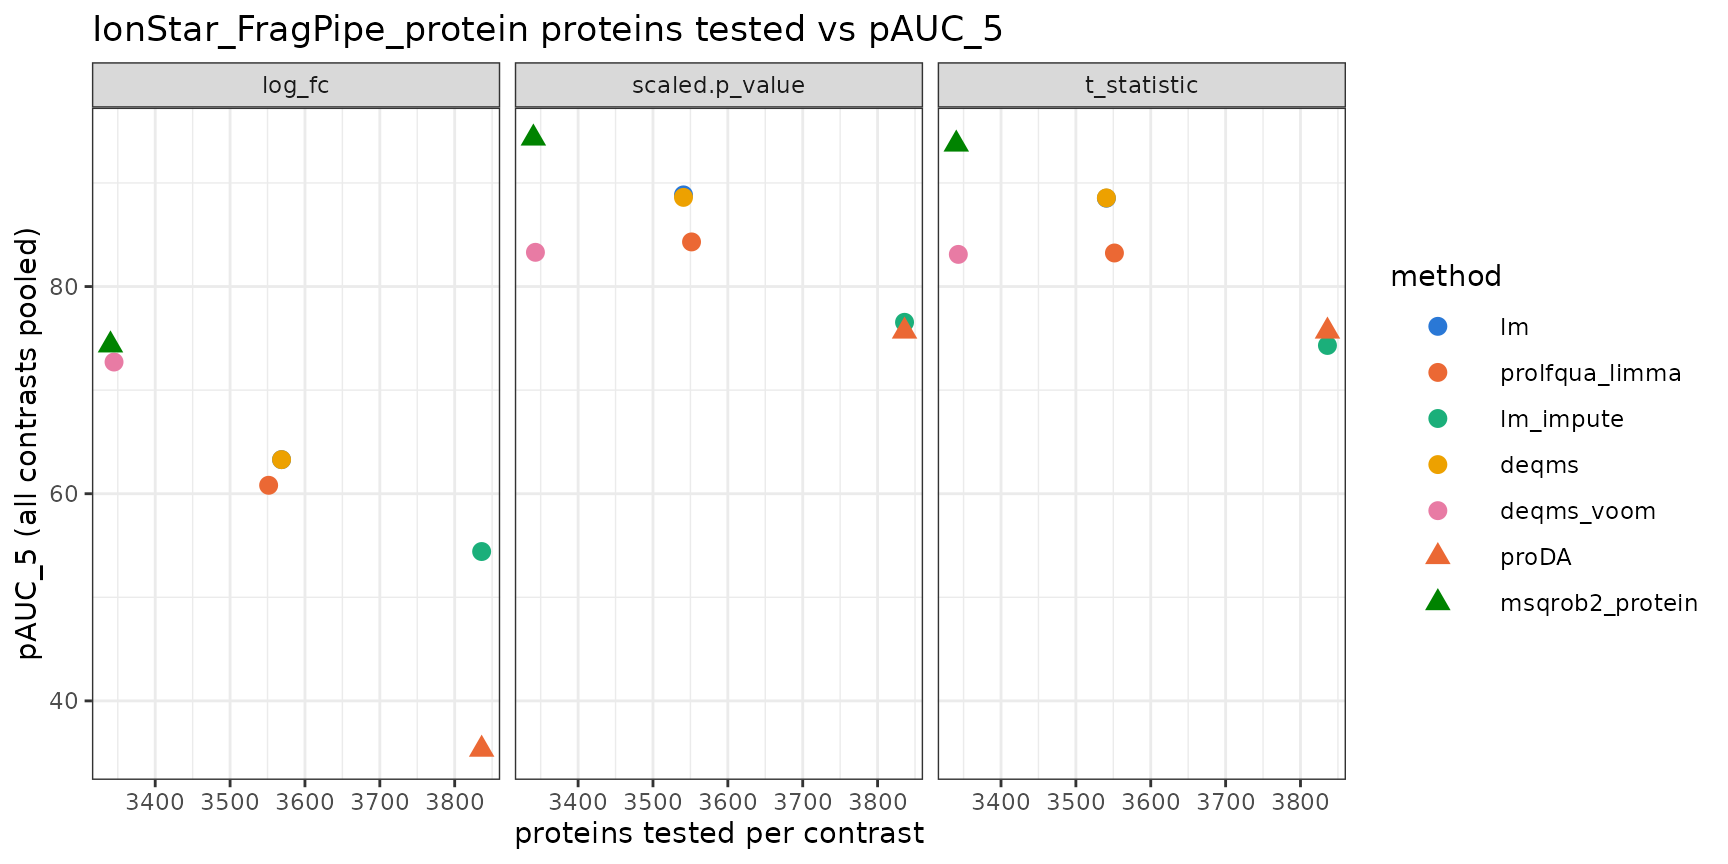 IonStar_FragPipe_protein proteins tested vs pAUC_5
log_fc
scaled.p_value
t_statistic
pAUC_5 (all contrasts pooled)
80
60
40
3400 3500 3600 3700 3800
3400 3500 3600 3700 3800
3400 3500 3600 3700 3800
proteins tested per contrast
method
lm
prolfqua_limma
lm_impute
deqms
deqms_voom
proDA
msqrob2_protein